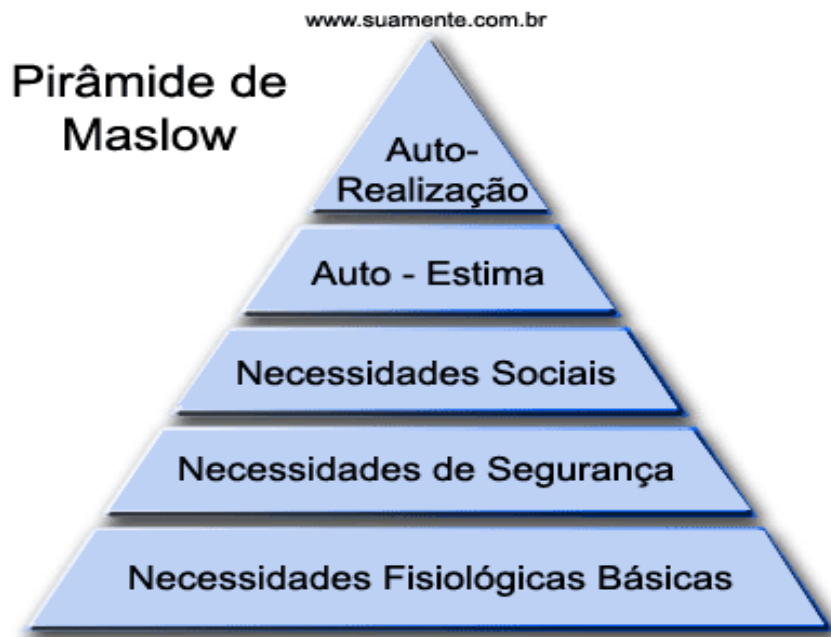 www.suamente.com.br
Pirâmide de
Maslow
Auto-
Realização
Auto - Estima
Necessidades Sociais
Necessidades de Segurança
Necessidades Fisiológicas Básicas